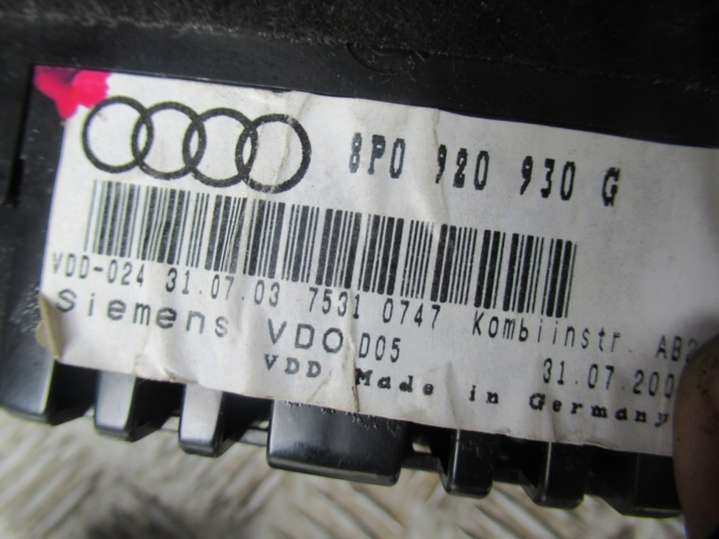 8P0 920 930 G
VDD-024 31.07.03 7531 0747 Kombiinstr.
Siemens VDO D05 31.07.200
VDD Made in Germany